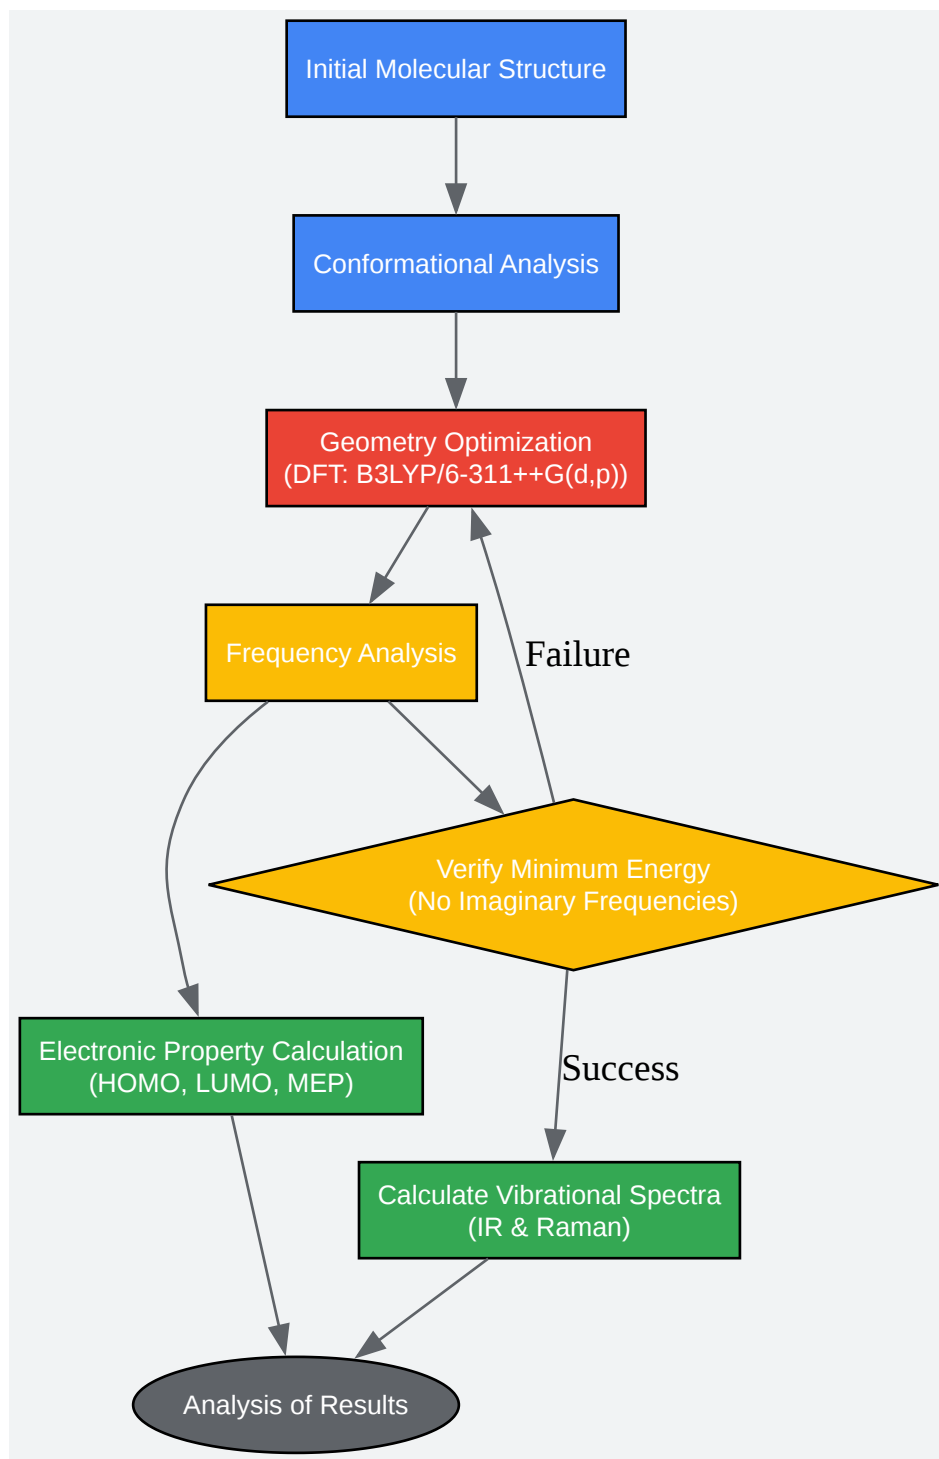 Initial Molecular Structure
Conformational Analysis
Geometry Optimization
(DFT: B3LYP/6-311++G(d,p))
Frequency Analysis
Failure
Verify Minimum Energy
(No Imaginary Frequencies)
Electronic Property Calculation
(HOMO, LUMO, MEP)
Success
Calculate Vibrational Spectra
(IR & Raman)
Analysis of Results